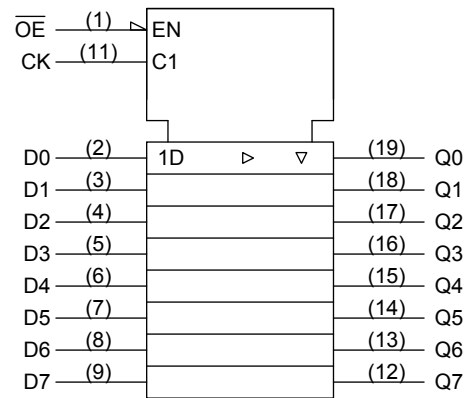 O̅E̅ (1) EN
CK (11) C1
D0 (2) 1D (19) Q0
D1 (3) (18) Q1
D2 (4) (17) Q2
D3 (5) (16) Q3
D4 (6) (15) Q4
D5 (7) (14) Q5
D6 (8) (13) Q6
D7 (9) (12) Q7